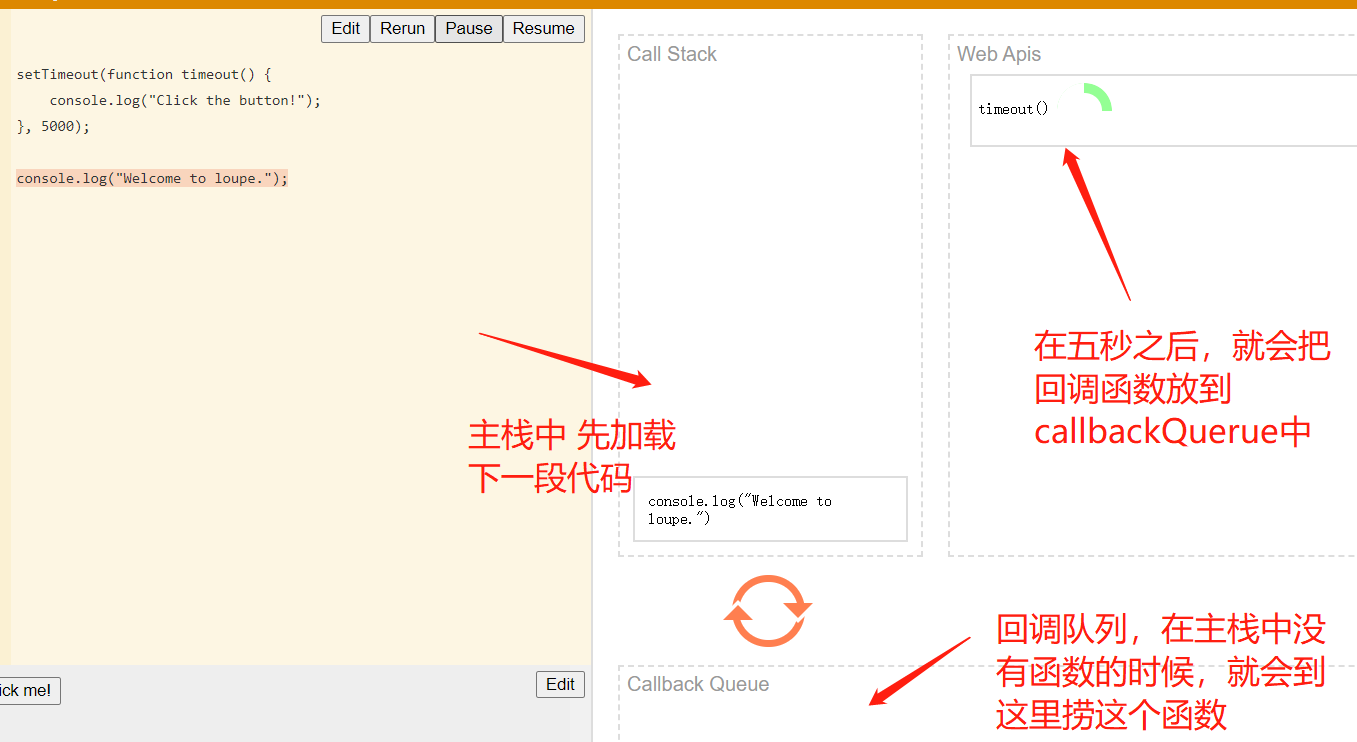 Edit Rerun Pause Resume
setTimeout(function timeout() {
    console.log("Click the button!");
}, 5000);
console.log("Welcome to loupe.");
Call Stack
Web Apis
timeout()
在五秒之后，就会把
回调函数放到
callbackQuerue中
主栈中 先加载
下一段代码
console.log("Welcome to
loupe.")
回调队列，在主栈中没
有函数的时候，就会到
这里捞这个函数
Callback Queue
ick me!
Edit